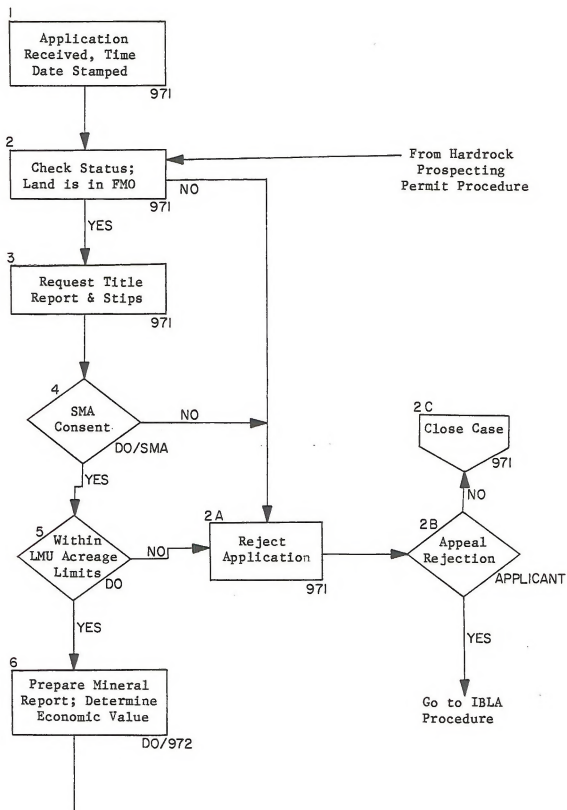 1
Application
Received, Time
Date Stamped
971
2
Check Status;
Land is in FMO
971
NO
From Hardrock
Prospecting
Permit Procedure
YES
3
Request Title
Report & Stips
971
4
SMA
Consent
DO/SMA
NO
YES
5
Within
LMU Acreage
Limits
DO
NO
2A
Reject
Application
971
2B
Appeal
Rejection
APPLICANT
NO
2C
Close Case
971
YES
Go to IBLA
Procedure
YES
6
Prepare Mineral
Report; Determine
Economic Value
DO/972